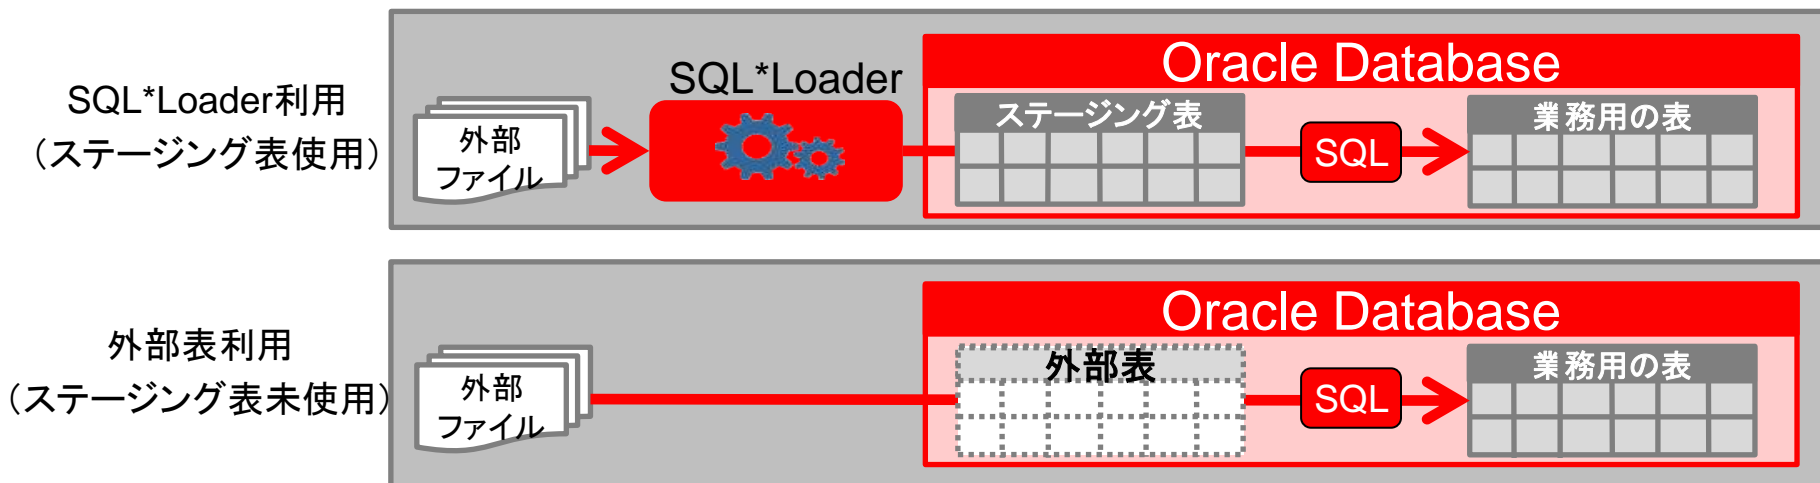 SQL*Loader利用
（ステージング表使用）
外部
ファイル
SQL*Loader
Oracle Database
ステージング表
SQL
業務用の表
外部表利用
（ステージング表未使用）
外部
ファイル
Oracle Database
外部表
SQL
業務用の表